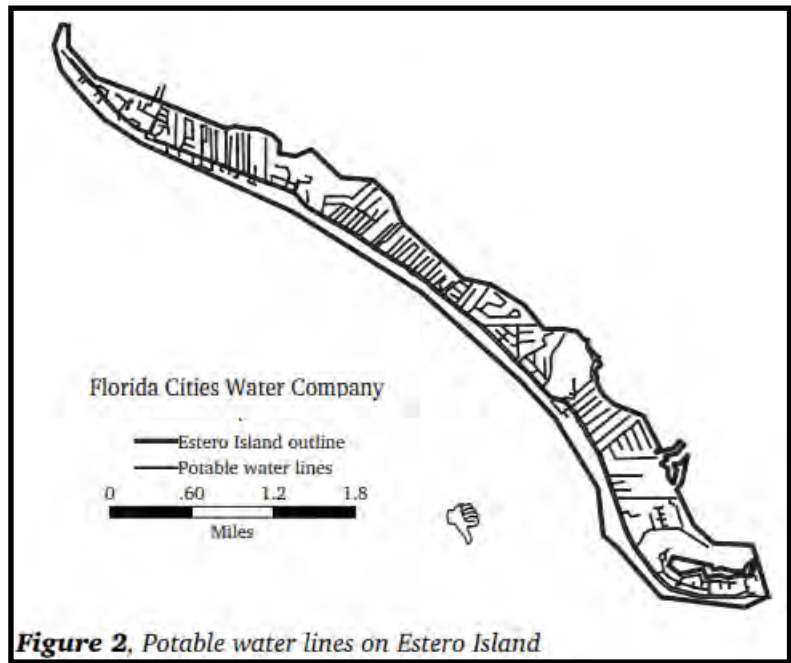 Florida Cities Water Company
Estero Island outline
Potable water lines
0 .60 1.2 1.8
Miles
Figure 2, Potable water lines on Estero Island